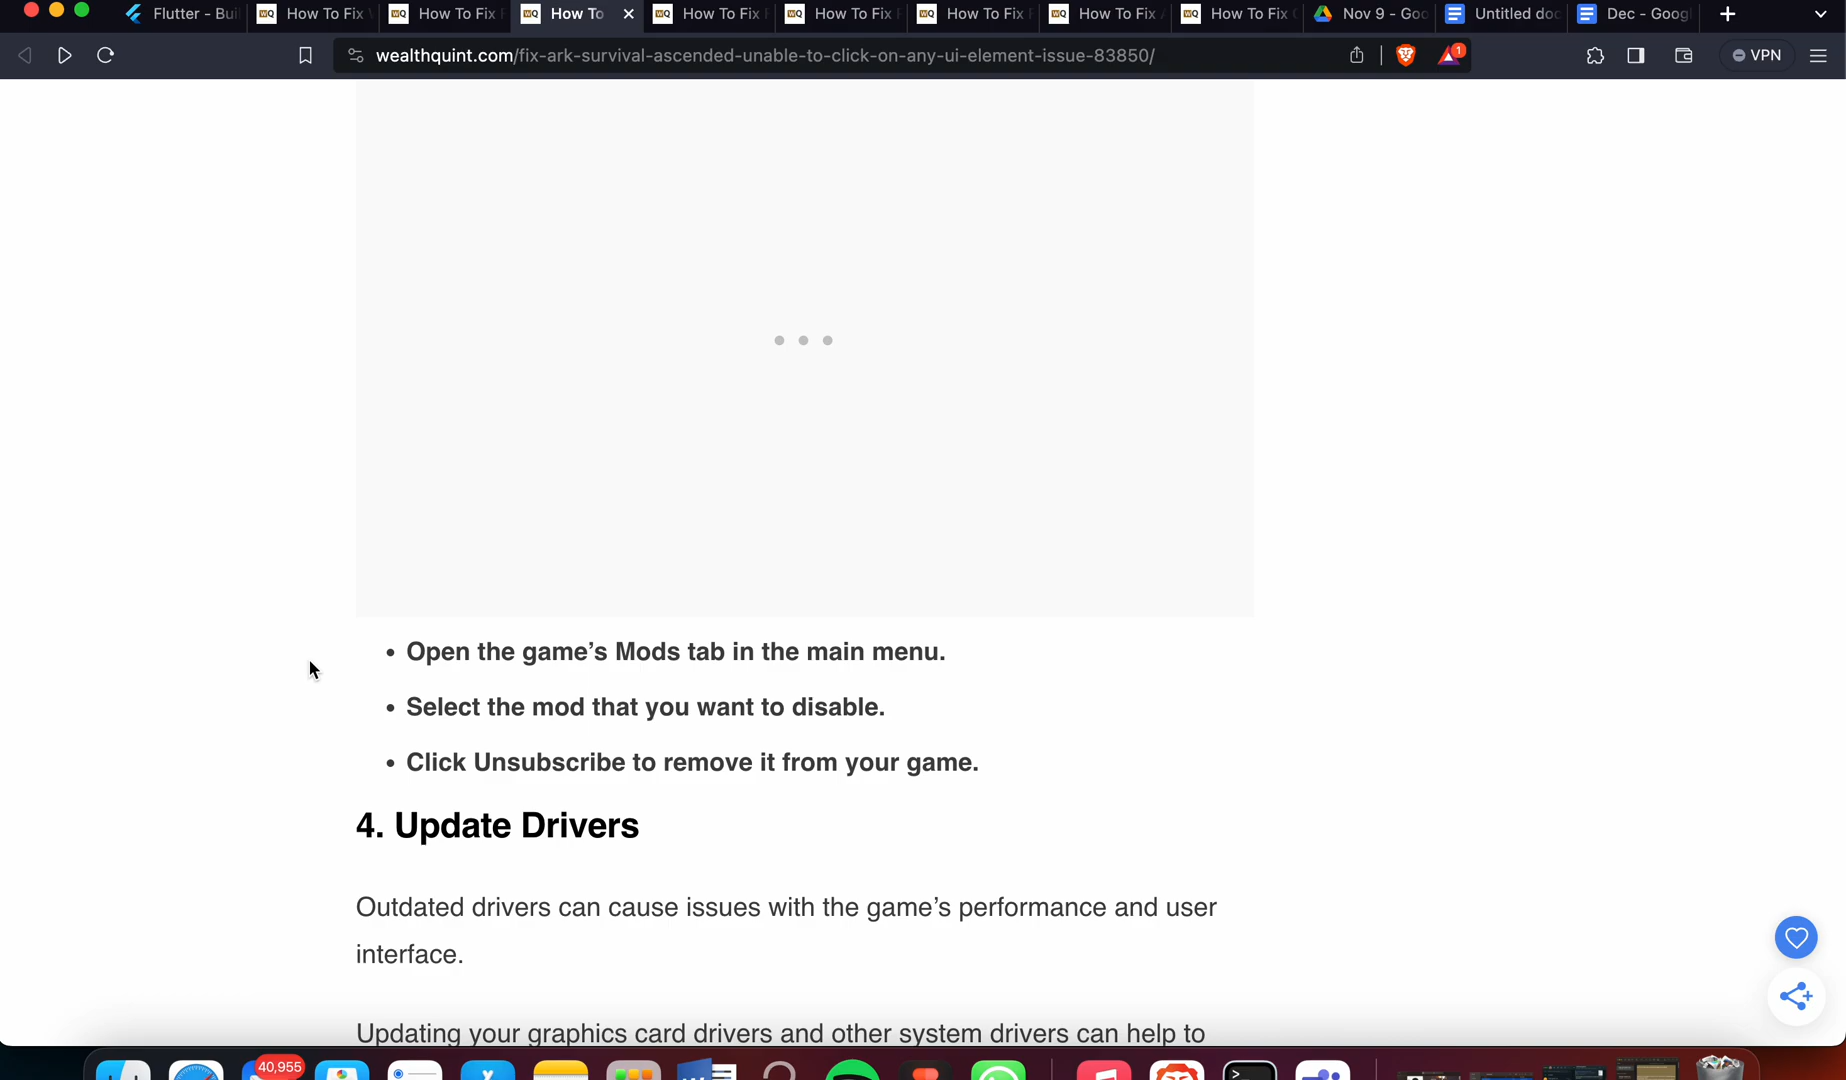 Flutter - Bui
How To Fix
How To Fix
How To
How To Fix
How To Fix
How To Fix
How To Fix
How To Fix
Nov 9 - Goo
Untitled doc
Dec - Googl
wealthquint.com/fix-ark-survival-ascended-unable-to-click-on-any-ui-element-issue-83850/
1
VPN
• Open the game’s Mods tab in the main menu.
• Select the mod that you want to disable.
• Click Unsubscribe to remove it from your game.
4. Update Drivers
Outdated drivers can cause issues with the game’s performance and user
interface.
Updating your graphics card drivers and other system drivers can help to
40,955